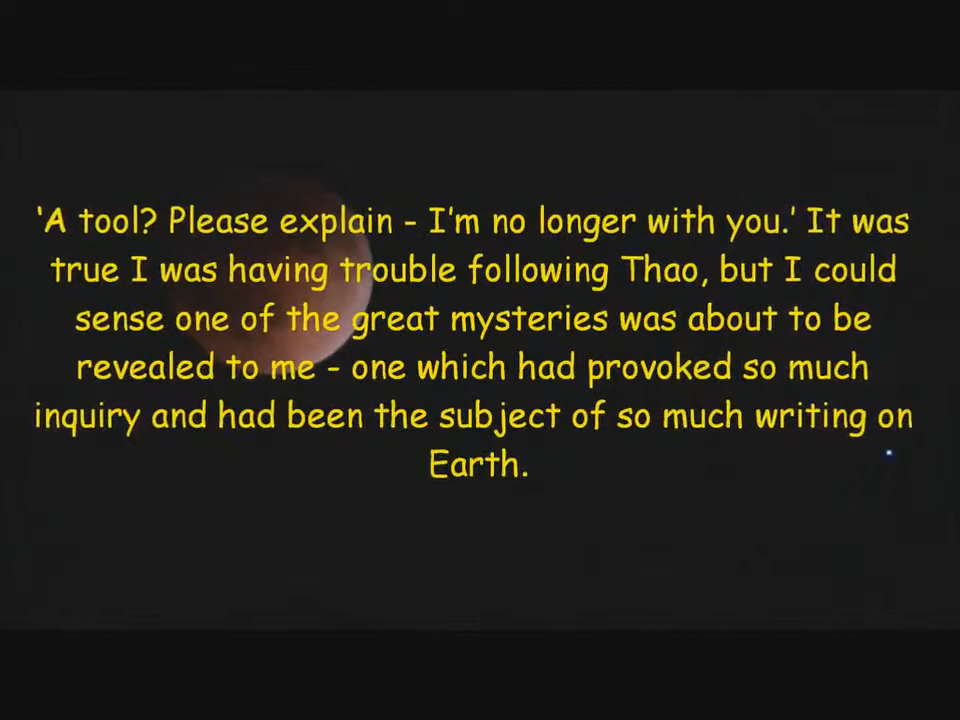 ‘A tool? Please explain - I’m no longer with you.’ It was
true I was having trouble following Thao, but I could
sense one of the great mysteries was about to be
revealed to me - one which had provoked so much
inquiry and had been the subject of so much writing on
Earth.